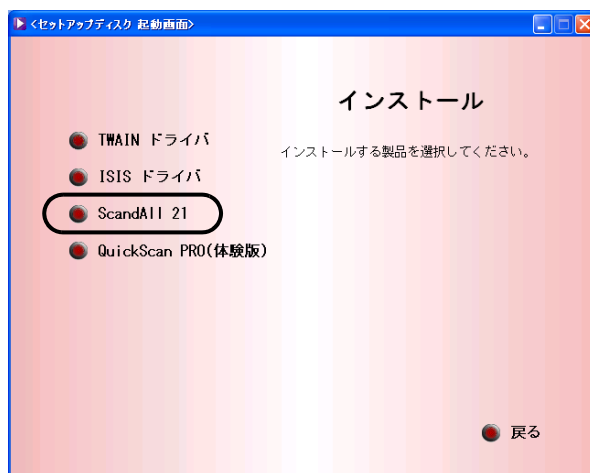 <セットアップディスク 起動画面>
インストール
インストールする製品を選択してください。
TWAIN ドライバ
ISIS ドライバ
ScandAll 21
QuickScan PRO(体験版)
戻る